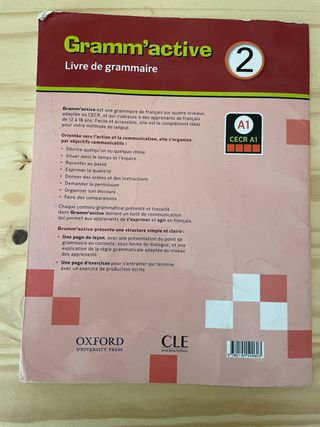 Gramm'active
2
Livre de grammaire
A1
CECR A1
Gramm'active est une grammaire de français sur quatre niveaux,
adaptée au CECR, et qui s'adresse à des apprenants de français
de 12 à 16 ans. Facile et accessible, elle est le complément idéal
pour votre méthode de langue.
Orientée vers l'action et la communication, elle s'organise
par objectifs communicatifs :
• Décrire quelqu'un ou quelque chose
• Situer dans le temps et l'espace
• Raconter au passé
• Exprimer la quantité
• Donner des ordres et des instructions
• Demander la permission
• Organiser son discours
• Faire des comparaisons
Chaque contenu grammatical présenté et travaillé
dans Gramm'active devient un outil de communication
qui permet aux apprenants de s'exprimer et agir en français.
Gramm'active présente une structure simple et claire :
• Une page de leçon, avec une présentation du point de
grammaire en contexte, sous forme de dialogue, et une
explication de la règle grammaticale adaptée au niveau
des apprenants.
• Une page d'exercices pour s'entraîner qui termine
avec un exercice de production écrite.
OXFORD
UNIVERSITY PRESS
CLE
INTERNATIONAL